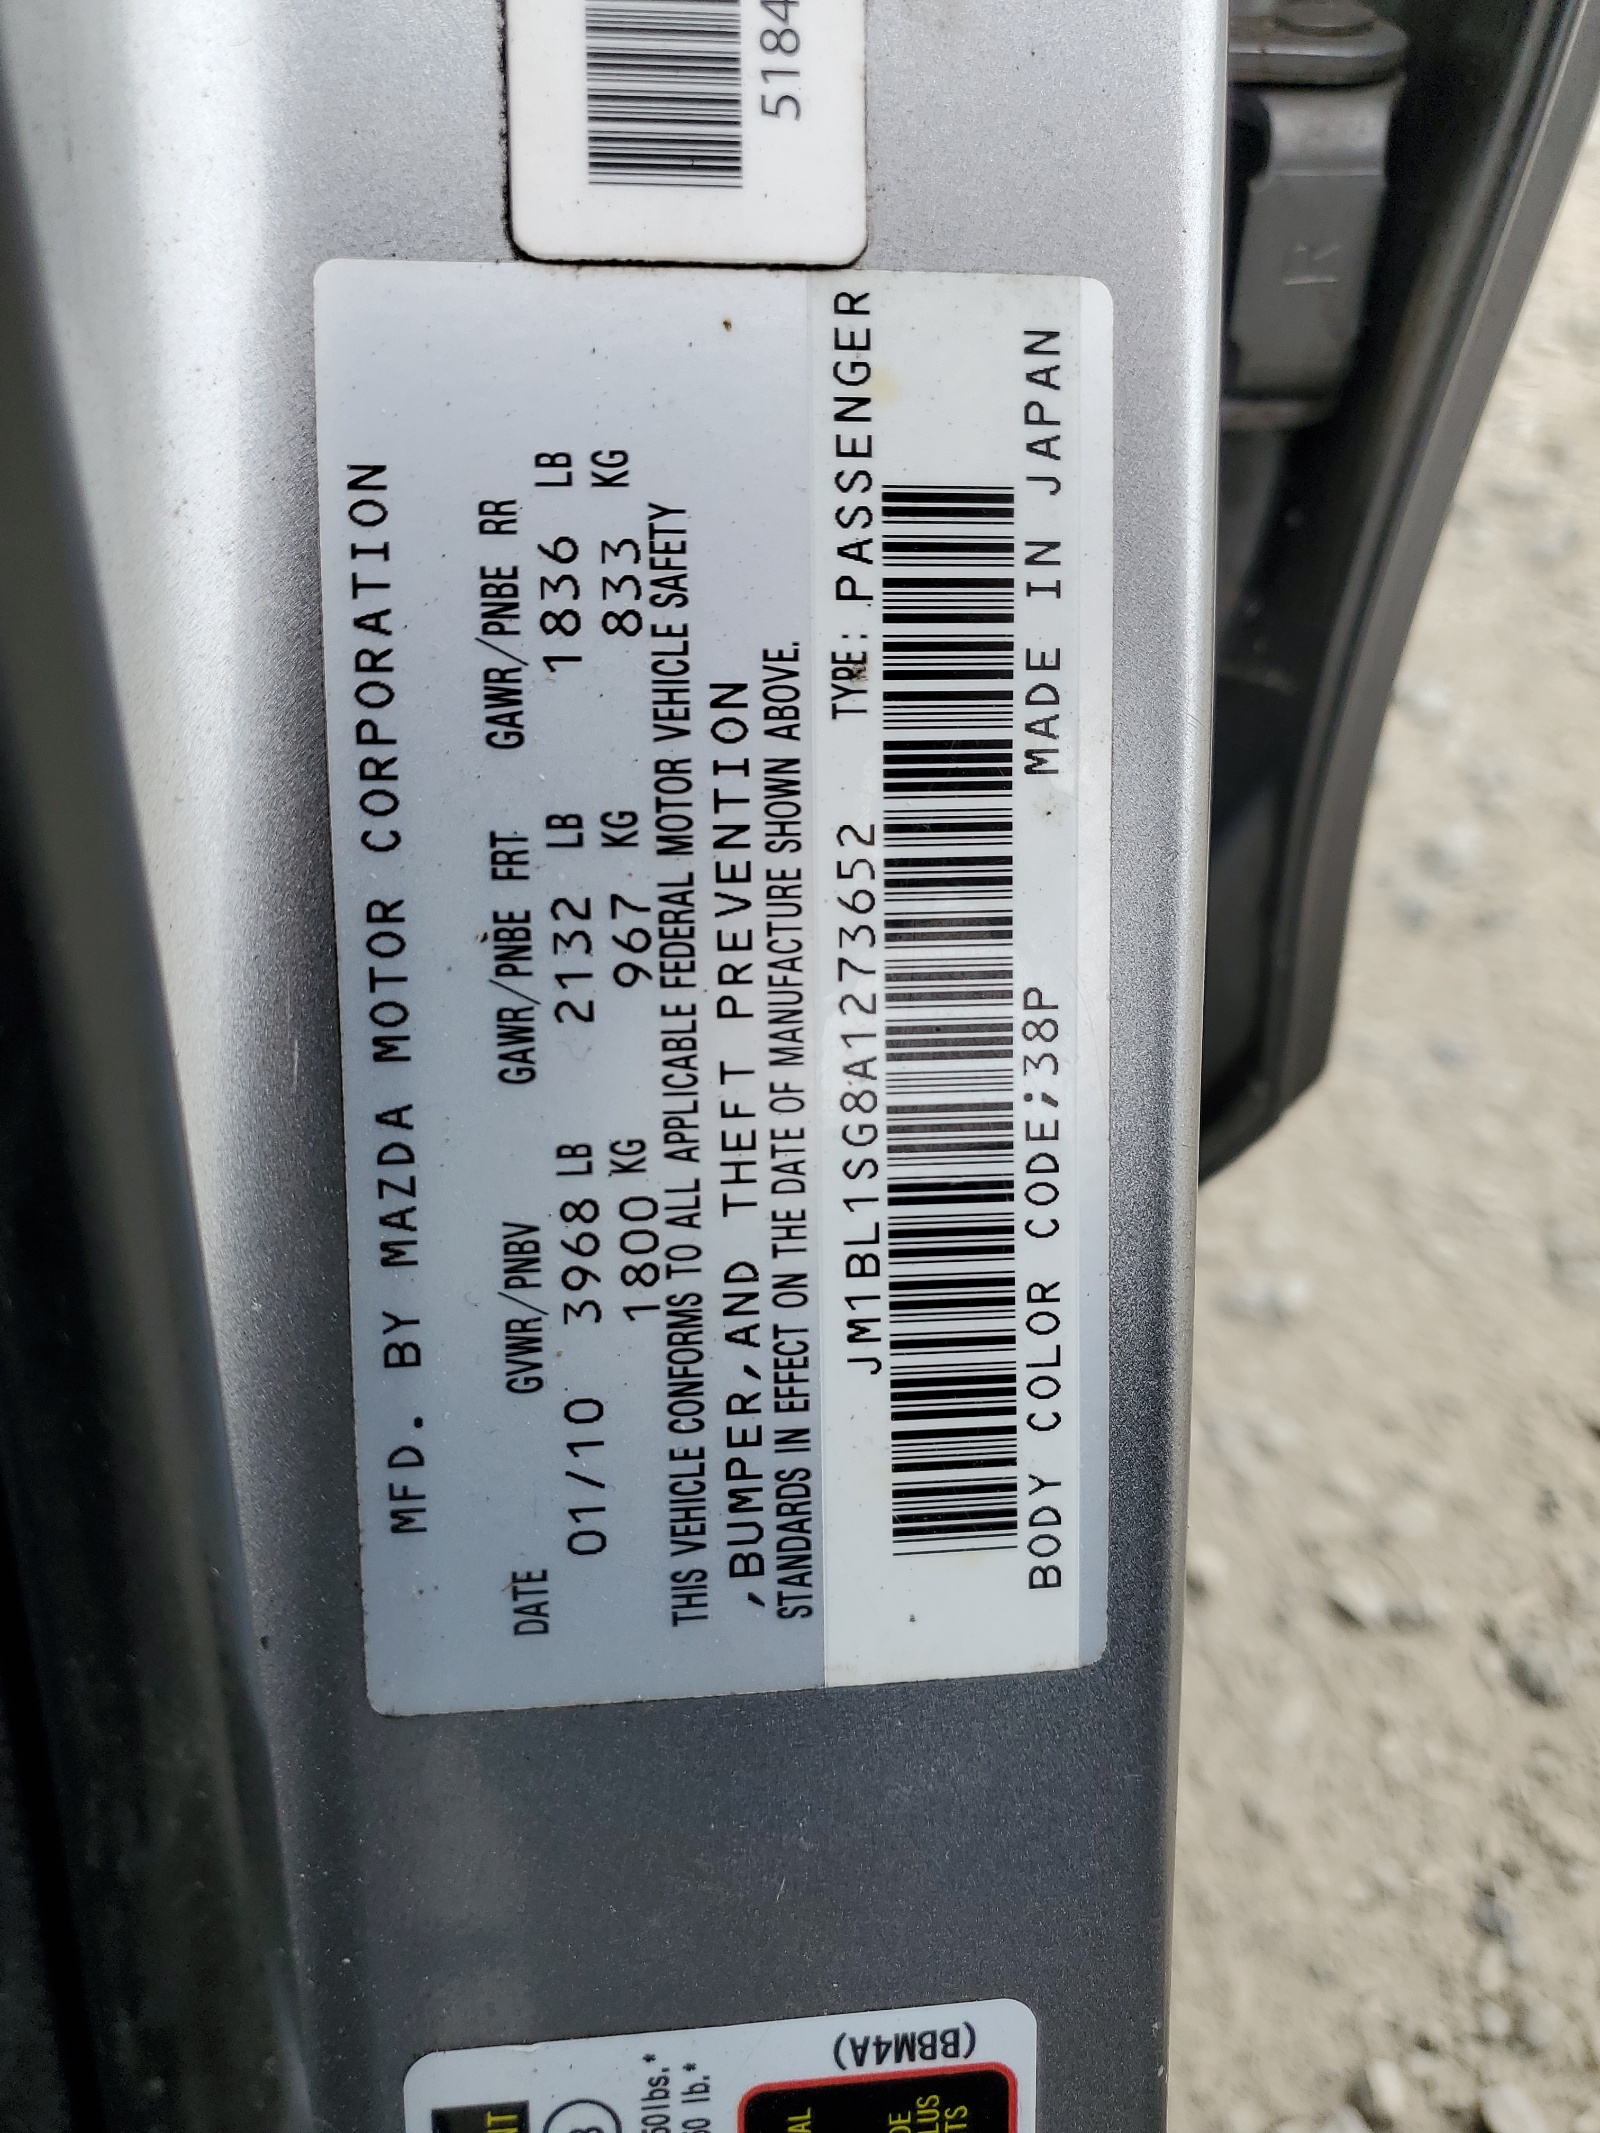 5184
MFD. BY MAZDA MOTOR CORPORATION
DATE GVWR/PNBV GAWR/PNBE FRT GAWR/PNBE RR
01/10 3968 LB 2132 LB 1836 LB
1800 KG 967 KG 833 KG
THIS VEHICLE CONFORMS TO ALL APPLICABLE FEDERAL MOTOR VEHICLE SAFETY
,BUMPER,AND THEFT PREVENTION
STANDARDS IN EFFECT ON THE DATE OF MANUFACTURE SHOWN ABOVE.
JM1BL1SG8A1273652 TYPE: PASSENGER
BODY COLOR CODE;38P MADE IN JAPAN
R
(BBM4A)